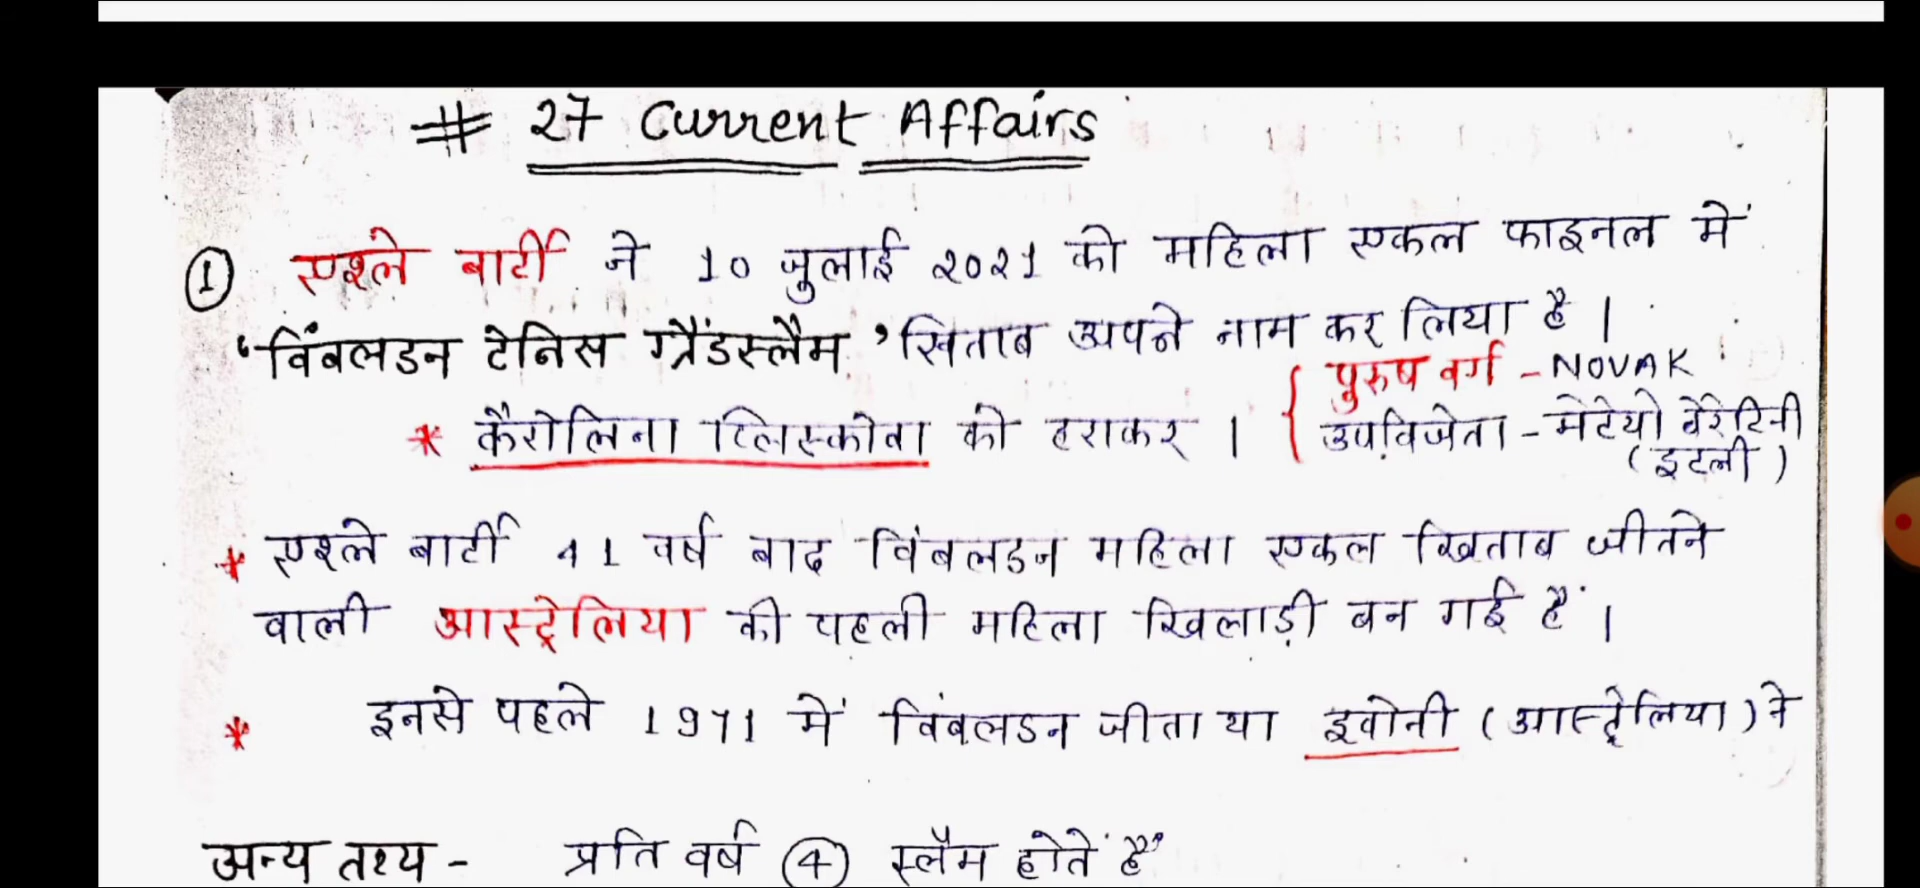 # 27 Current Affairs
① एश्ले बार्टी ने 10 जुलाई 2021 को महिला एकल फाइनल में
'विंबलडन टेनिस ग्रैंडस्लैम' खिताब अपने नाम कर लिया है।
* कैरोलिना प्लिस्कोवा को हराकर।
{ पुरुष वर्ग - NOVAK
उपविजेता - मेटेयो वेरेटिनी
(इटली)
* एश्ले बार्टी 41 वर्ष बाद विंबलडन महिला एकल खिताब जीतने
वाली आस्ट्रेलिया की पहली महिला खिलाड़ी बन गई हैं।
* इनसे पहले 1971 में विंबलडन जीता था इवोनी (आस्ट्रेलिया) ने
अन्य तथ्य - प्रति वर्ष ④ स्लैम होते हैं